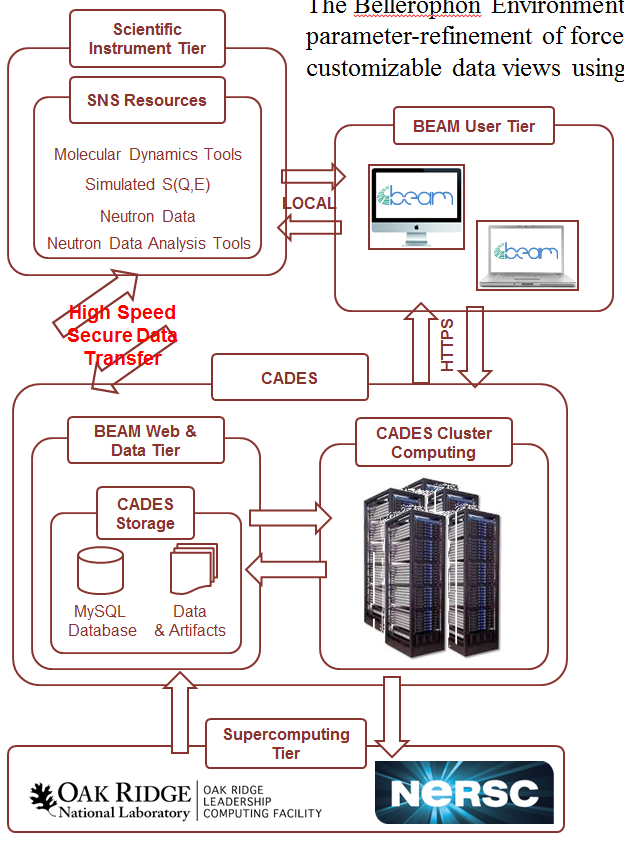 The Bellerophon Environment
parameter-refinement of force
customizable data views using
Scientific
Instrument Tier
SNS Resources
Molecular Dynamics Tools
Simulated S(Q,E)
Neutron Data
Neutron Data Analysis Tools
BEAM User Tier
beam
beam
LOCAL
High Speed
Secure Data
Transfer
HTTPS
CADES
BEAM Web &
Data Tier
CADES
Storage
MySQL
Database
Data
& Artifacts
CADES Cluster
Computing
Supercomputing
Tier
OAK RIDGE
National Laboratory
OAK RIDGE
LEADERSHIP
COMPUTING FACILITY
NERSC